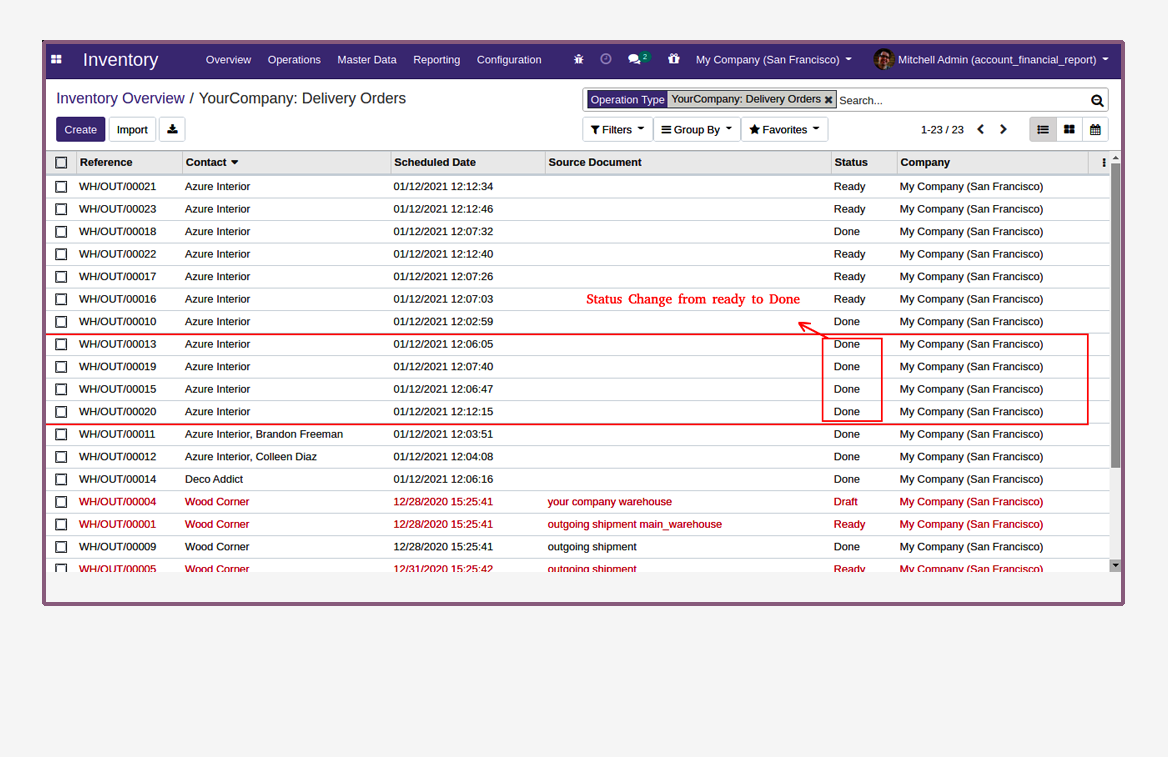 Inventory Overview Operations Master Data Reporting Configuration 2 My Company (San Francisco) Mitchell Admin (account_financial_report)
Inventory Overview / YourCompany: Delivery Orders Operation Type YourCompany: Delivery Orders Search...
Create Import Filters Group By Favorites 1-23 / 23
Reference Contact Scheduled Date Source Document Status Company
WH/OUT/00021 Azure Interior 01/12/2021 12:12:34 Ready My Company (San Francisco)
WH/OUT/00023 Azure Interior 01/12/2021 12:12:46 Ready My Company (San Francisco)
WH/OUT/00018 Azure Interior 01/12/2021 12:07:32 Done My Company (San Francisco)
WH/OUT/00022 Azure Interior 01/12/2021 12:12:40 Ready My Company (San Francisco)
WH/OUT/00017 Azure Interior 01/12/2021 12:07:26 Ready My Company (San Francisco)
WH/OUT/00016 Azure Interior 01/12/2021 12:07:03 Ready My Company (San Francisco)
Status Change from ready to Done
WH/OUT/00010 Azure Interior 01/12/2021 12:02:59 Done My Company (San Francisco)
WH/OUT/00013 Azure Interior 01/12/2021 12:06:05 Done My Company (San Francisco)
WH/OUT/00019 Azure Interior 01/12/2021 12:07:40 Done My Company (San Francisco)
WH/OUT/00015 Azure Interior 01/12/2021 12:06:47 Done My Company (San Francisco)
WH/OUT/00020 Azure Interior 01/12/2021 12:12:15 Done My Company (San Francisco)
WH/OUT/00011 Azure Interior, Brandon Freeman 01/12/2021 12:03:51 Done My Company (San Francisco)
WH/OUT/00012 Azure Interior, Colleen Diaz 01/12/2021 12:04:08 Done My Company (San Francisco)
WH/OUT/00014 Deco Addict 01/12/2021 12:06:16 Done My Company (San Francisco)
WH/OUT/00004 Wood Corner 12/28/2020 15:25:41 your company warehouse Draft My Company (San Francisco)
WH/OUT/00001 Wood Corner 12/28/2020 15:25:41 outgoing shipment main_warehouse Ready My Company (San Francisco)
WH/OUT/00009 Wood Corner 12/28/2020 15:25:41 outgoing shipment Done My Company (San Francisco)
WH/OUT/00005 Wood Corner 12/31/2020 15:25:42 outgoing shipment Ready My Company (San Francisco)